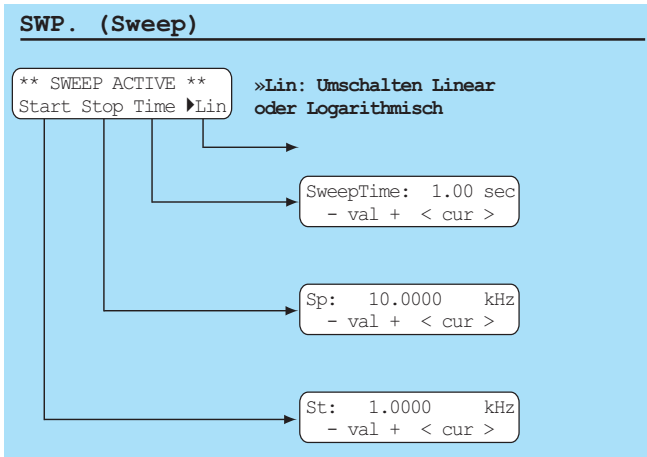 SWP. (Sweep)
** SWEEP ACTIVE **
Start Stop Time ▶Lin
»Lin: Umschalten Linear
oder Logarithmisch
SweepTime: 1.00 sec
- val + < cur >
Sp: 10.0000 kHz
- val + < cur >
St: 1.0000 kHz
- val + < cur >